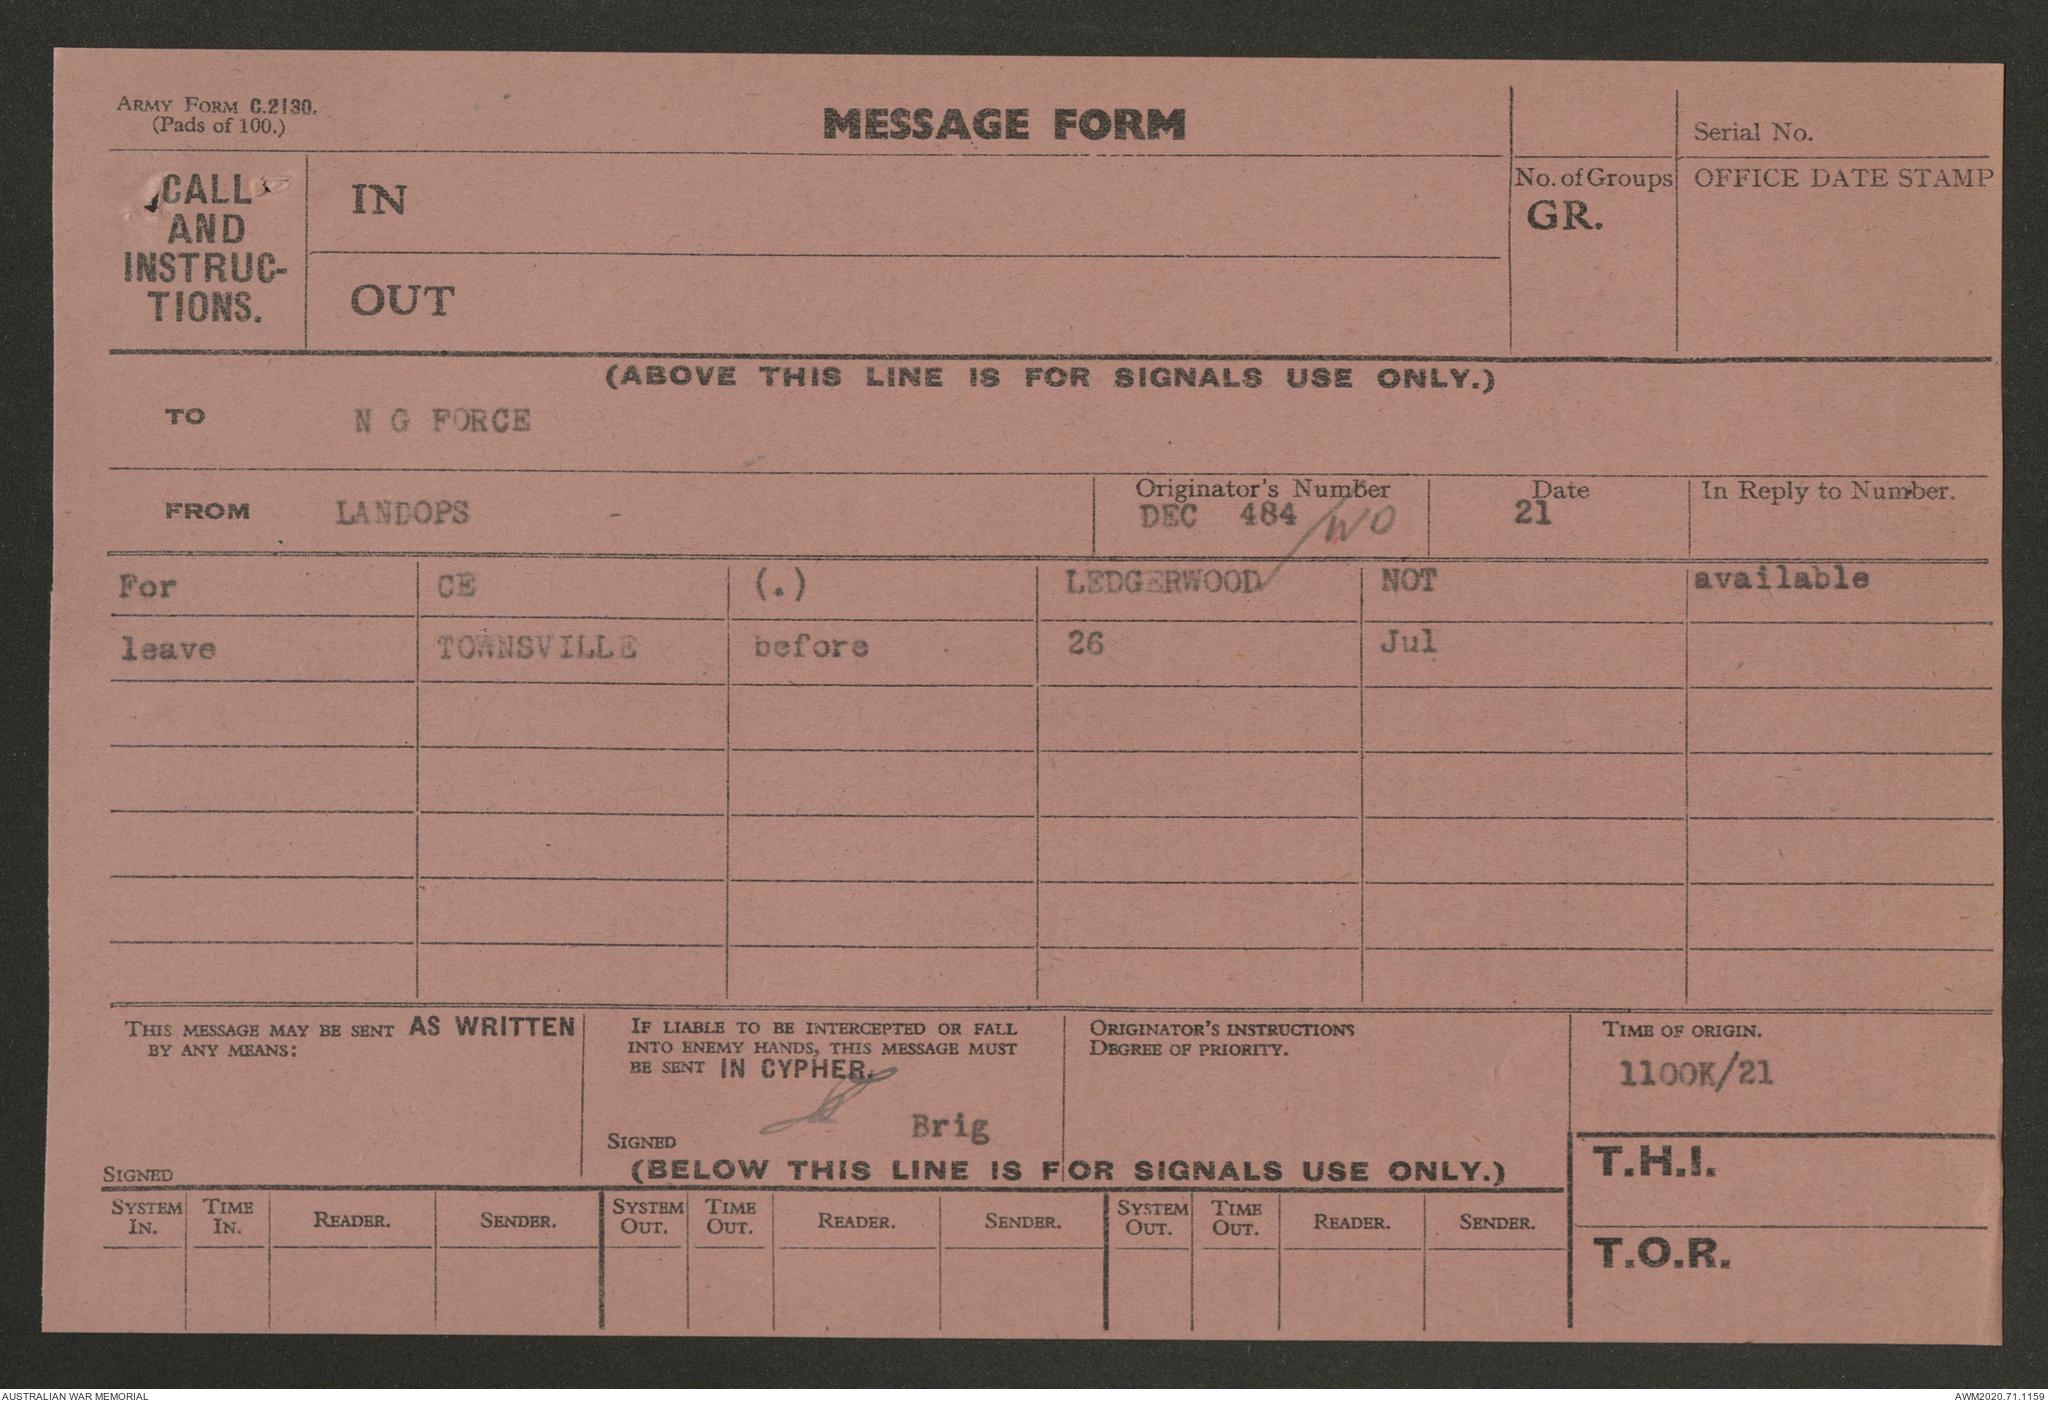 ARMY FORM C.2130.
(Pads of 100.)
MESSAGE FORM
Serial No.
CALL
AND
INSTRUC-
TIONS.
IN
OUT
No. of Groups
GR.
OFFICE DATE STAMP
(ABOVE THIS LINE IS FOR SIGNALS USE ONLY.)
TO N G FORCE
FROM LANDOPS
Originator's Number
DEC 484
Date
21
In Reply to Number.
For CE (.) LEDGERWOOD NOT available
leave TOWNSVILLE before 26 Jul
THIS MESSAGE MAY BE SENT AS WRITTEN
BY ANY MEANS:
SIGNED
IF LIABLE TO BE INTERCEPTED OR FALL
INTO ENEMY HANDS, THIS MESSAGE MUST
BE SENT IN CYPHER.
Brig
SIGNED
ORIGINATOR'S INSTRUCTIONS
DEGREE OF PRIORITY.
TIME OF ORIGIN.
1100K/21
(BELOW THIS LINE IS FOR SIGNALS USE ONLY.)
T.H.I.
T.O.R.
SYSTEM IN. TIME IN. READER. SENDER. SYSTEM OUT. TIME OUT. READER. SENDER. SYSTEM OUT. TIME OUT. READER. SENDER.
AUSTRALIAN WAR MEMORIAL
AWM2020.71.1159